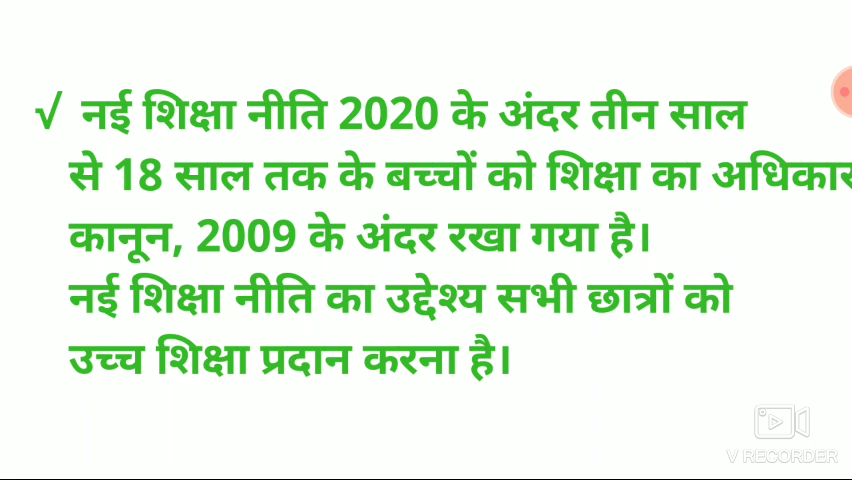 √ नई शिक्षा नीति 2020 के अंदर तीन साल
से 18 साल तक के बच्चों को शिक्षा का अधिकार
कानून, 2009 के अंदर रखा गया है।
नई शिक्षा नीति का उद्देश्य सभी छात्रों को
उच्च शिक्षा प्रदान करना है।
V RECORDER